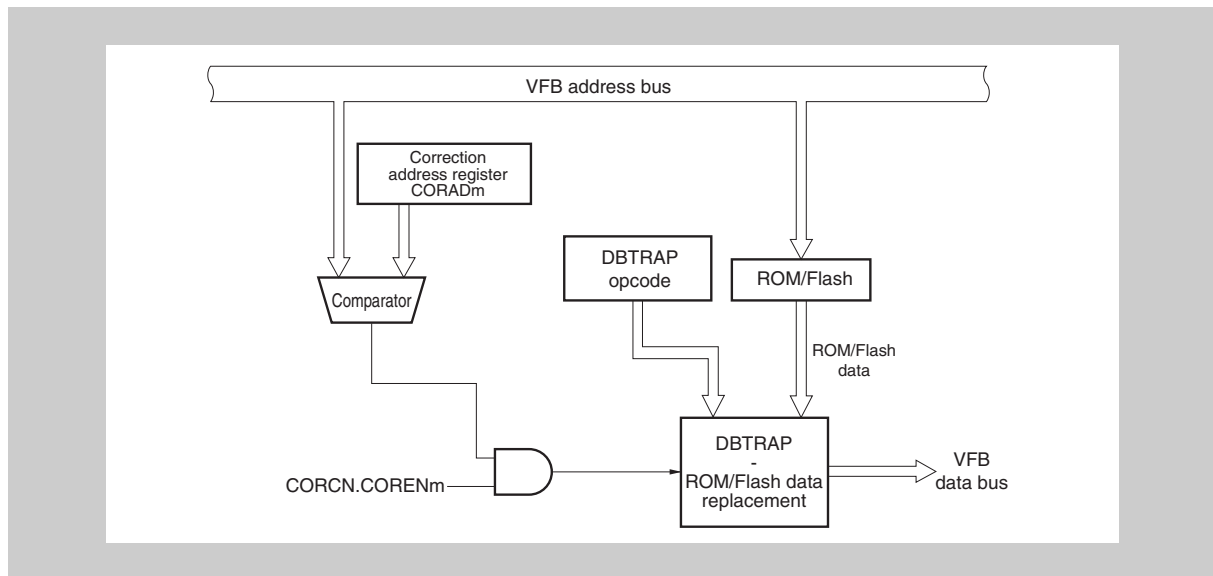 VFB address bus
Correction
address register
CORADm
DBTRAP
opcode
ROM/Flash
Comparator
ROM/Flash
data
DBTRAP
-
ROM/Flash data
replacement
VFB
data bus
CORCN.CORENm